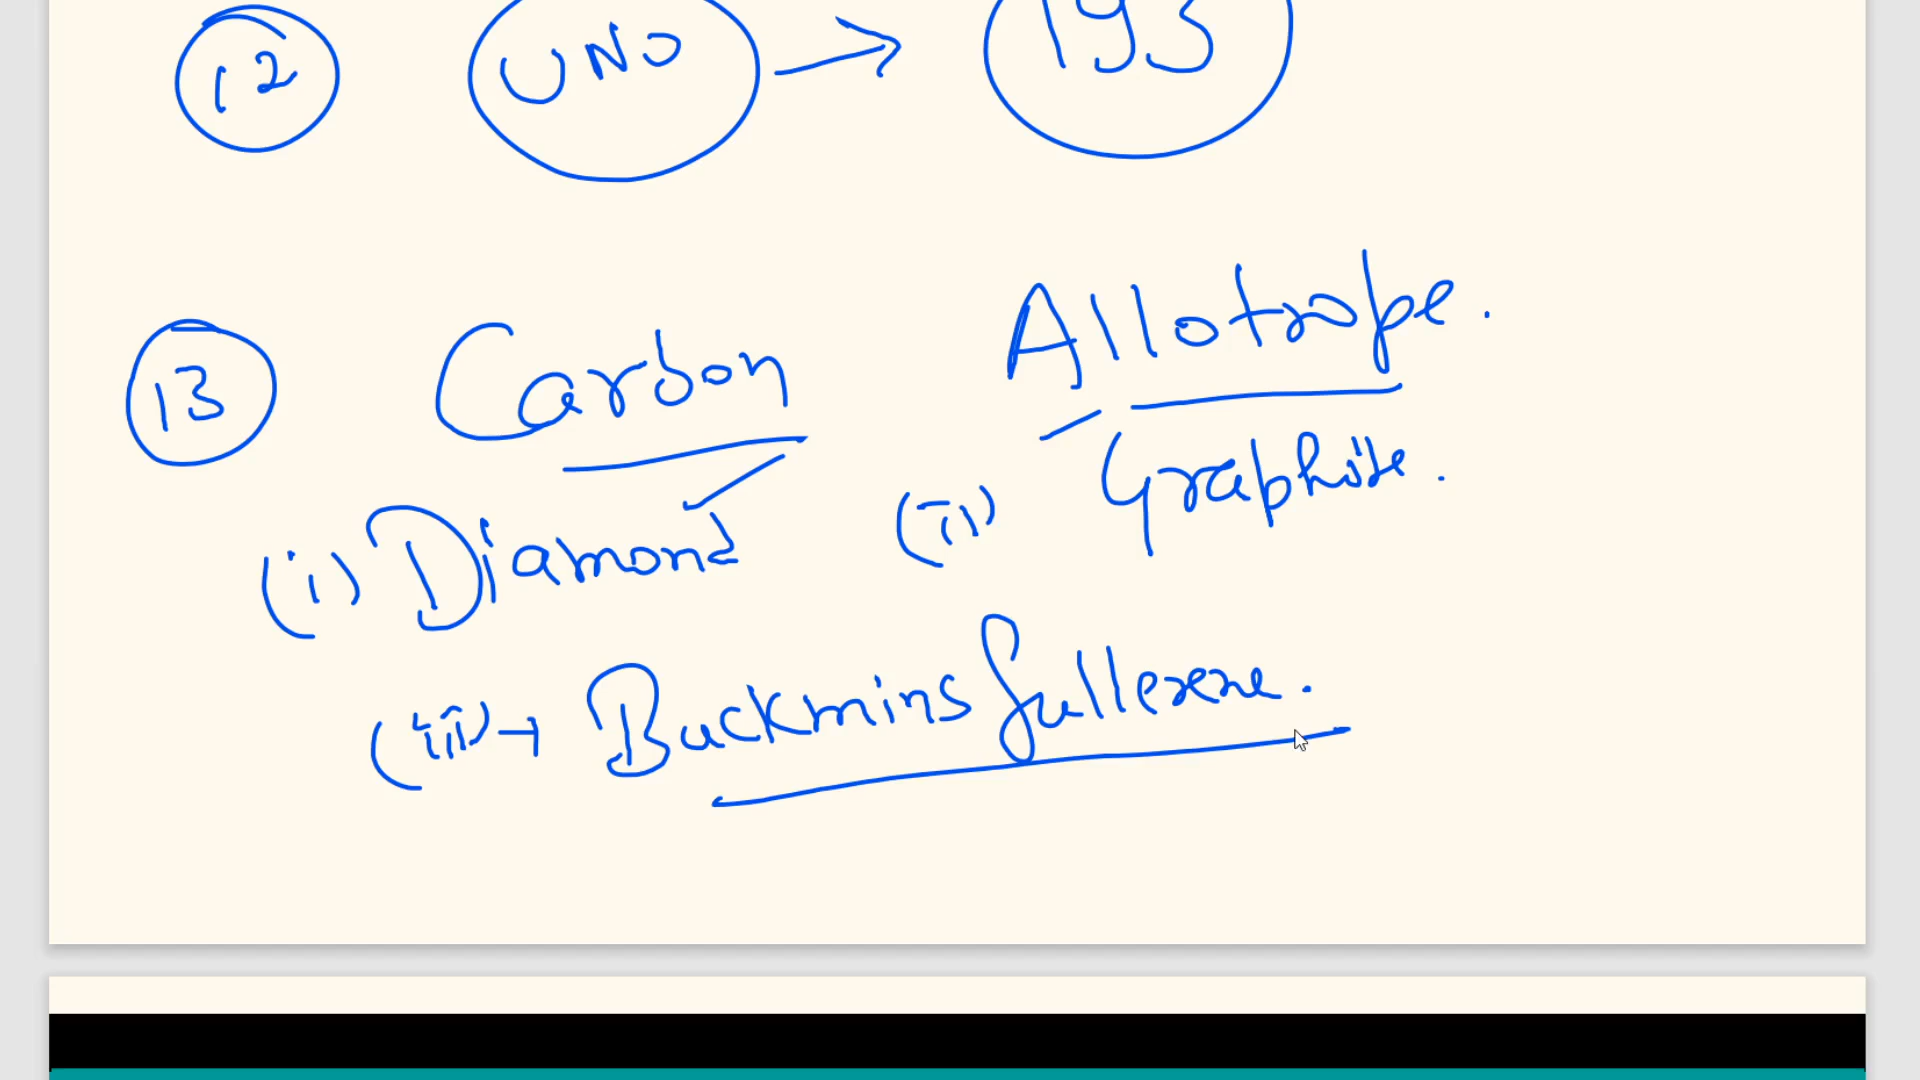 12 UNO → 193
13 Carbon Allotrope.
(i) Diamond (ii) Graphite.
(iii) → Buckminsfullerene.